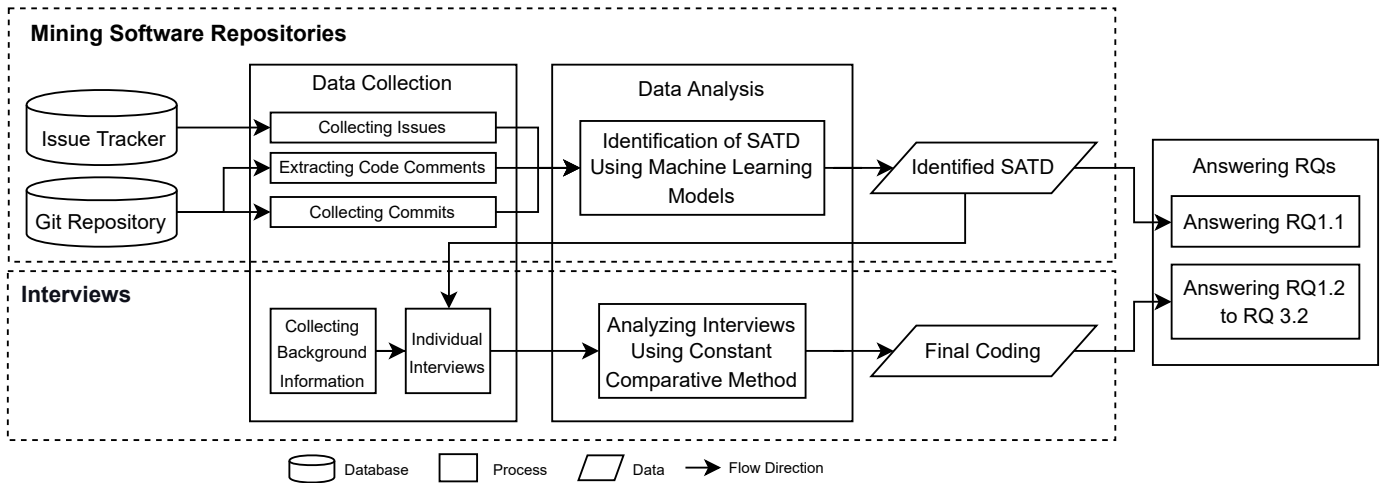 Mining Software Repositories
Data Collection
Issue Tracker
Git Repository
Collecting Issues
Extracting Code Comments
Collecting Commits
Data Analysis
Identification of SATD
Using Machine Learning
Models
Identified SATD
Answering RQs
Answering RQ1.1
Answering RQ1.2
to RQ 3.2
Interviews
Collecting
Background
Information
Individual
Interviews
Analyzing Interviews
Using Constant
Comparative Method
Final Coding
Database
Process
Data
Flow Direction